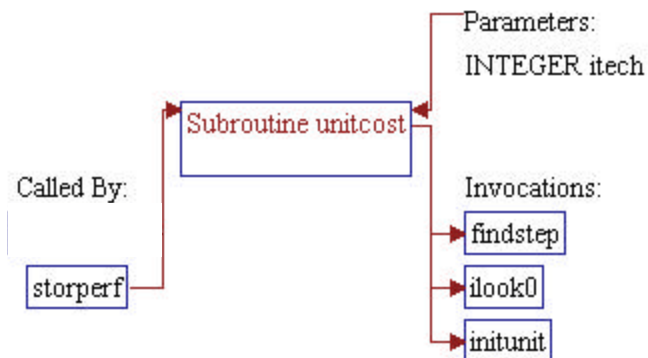 Parameters:
INTEGER itech
Subroutine unitcost
Called By:
Invocations:
findstep
storperf
ilook0
initunit